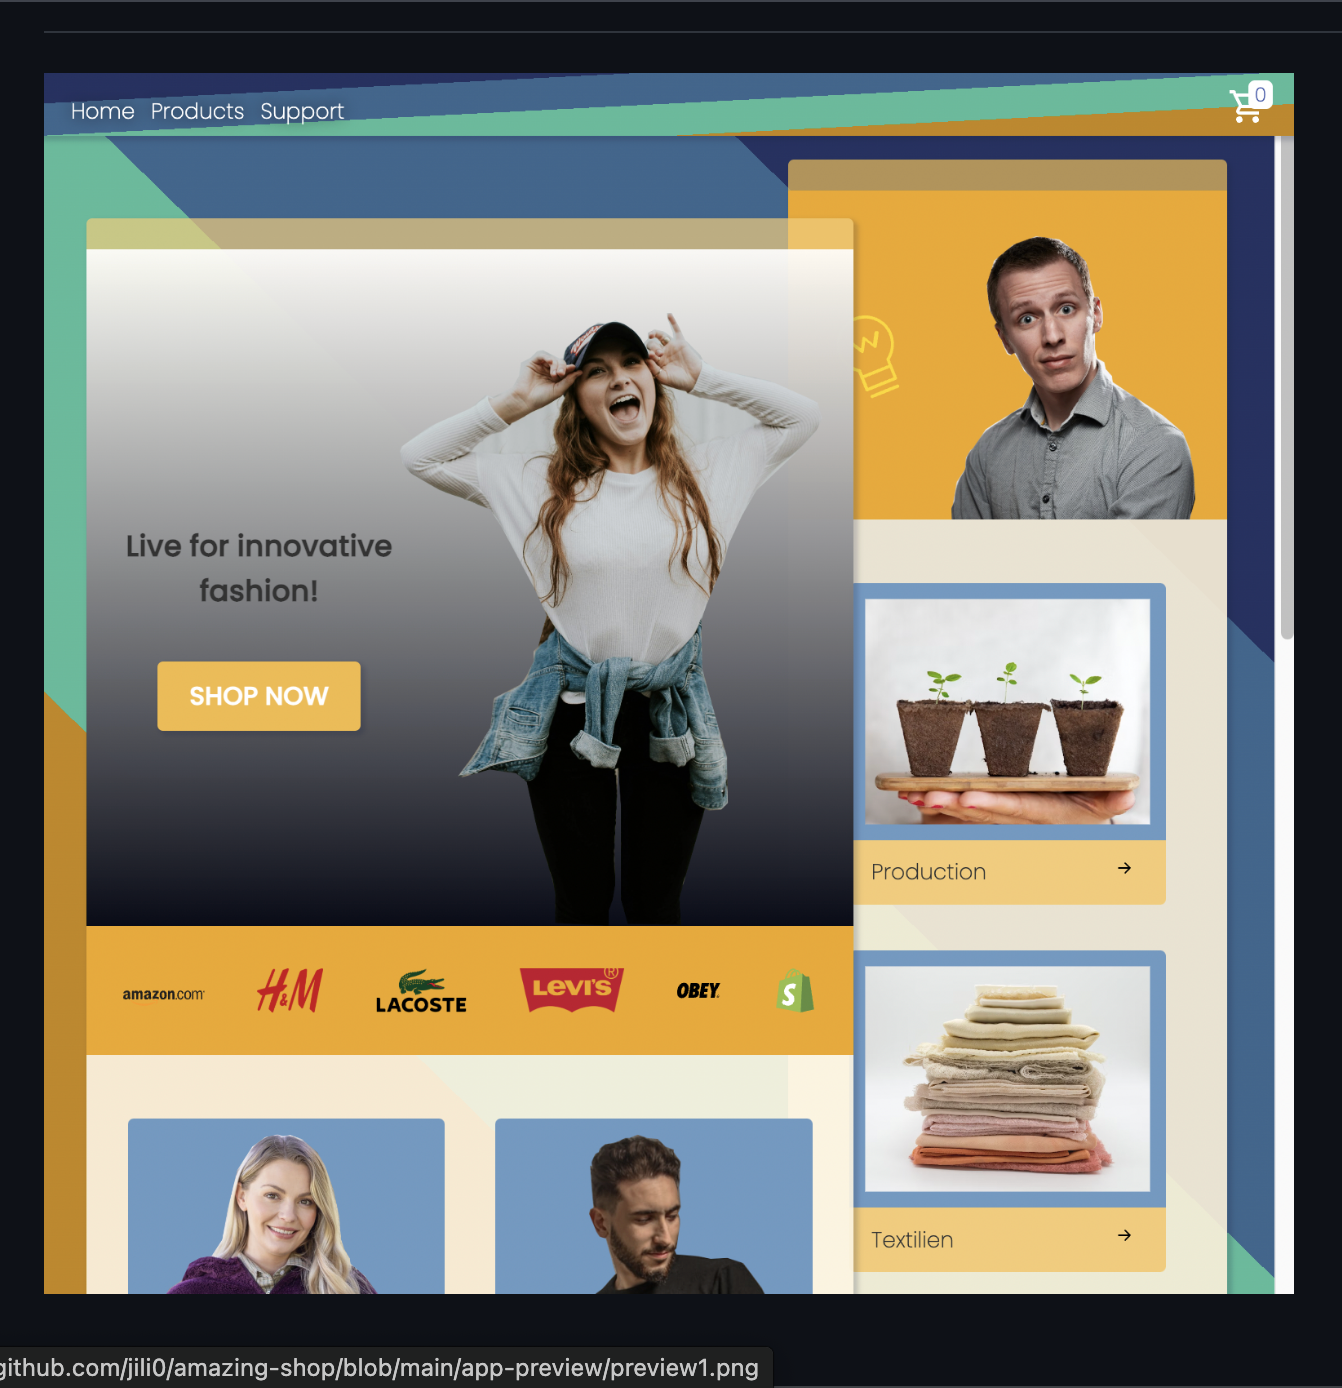 Home Products Support
0
Live for innovative
fashion!
SHOP NOW
Production
amazon.com
H&M
LACOSTE
Levi's®
OBEY
S
Textilien
github.com/jili0/amazing-shop/blob/main/app-preview/preview1.png